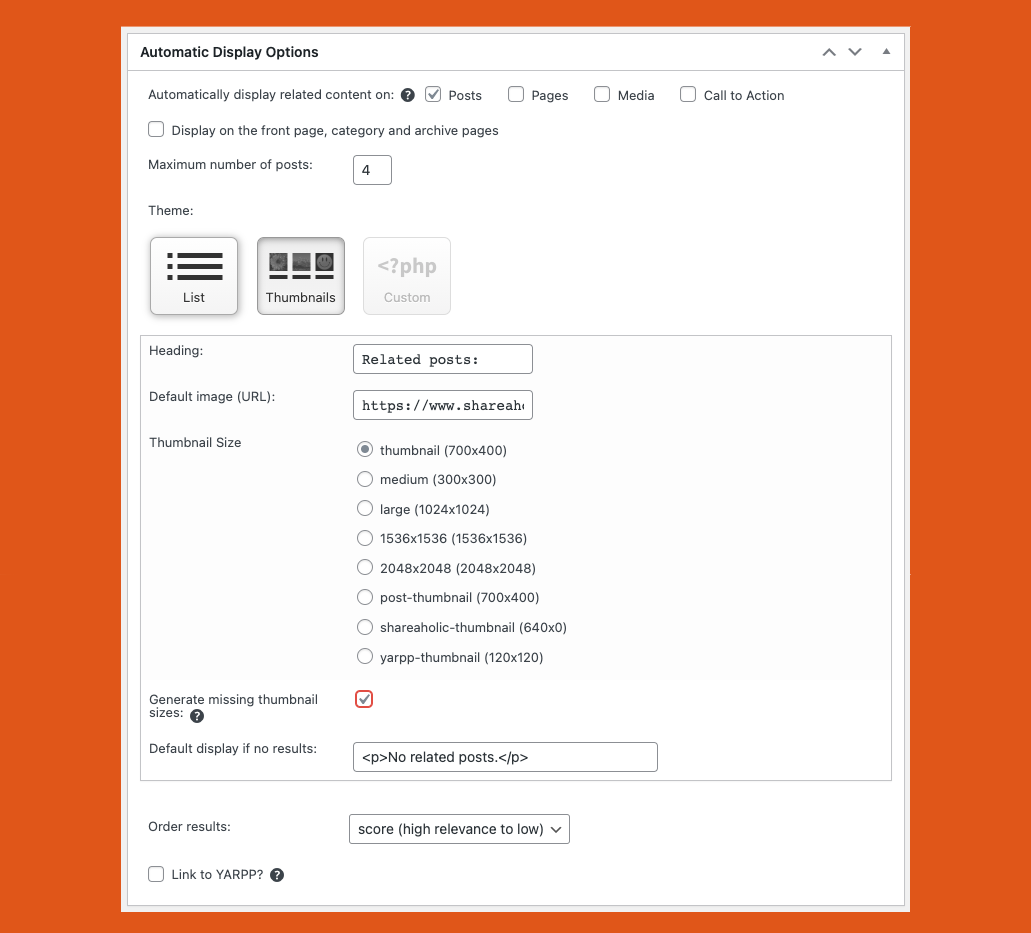 Automatic Display Options
Automatically display related content on: ? Posts Pages Media Call to Action
Display on the front page, category and archive pages
Maximum number of posts: 4
Theme:
<?php
List Thumbnails Custom
Heading: Related posts:
Default image (URL): https://www.shareaho
Thumbnail Size thumbnail (700x400)
medium (300x300)
large (1024x1024)
1536x1536 (1536x1536)
2048x2048 (2048x2048)
post-thumbnail (700x400)
shareaholic-thumbnail (640x0)
yarpp-thumbnail (120x120)
Generate missing thumbnail
sizes: ?
Default display if no results: <p>No related posts.</p>
Order results: score (high relevance to low)
Link to YARPP? ?